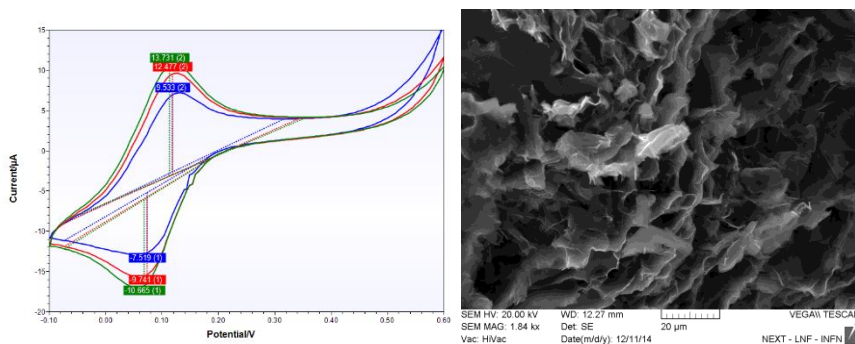 Current/µA
15
10
5
0
-5
-10
-15
-20
13.731 (2)
12.477 (2)
9.533 (2)
-7.519 (1)
-9.741 (1)
-10.665 (1)
-0.10 0.00 0.10 0.20 0.30 0.40 0.50 0.60
Potential/V
SEM HV: 20.00 kV WD: 12.27 mm VEGA\\ TESCAN
SEM MAG: 1.84 kx Det: SE 20 µm
Vac: HiVac Date(m/d/y): 12/11/14 NEXT - LNF - INFN